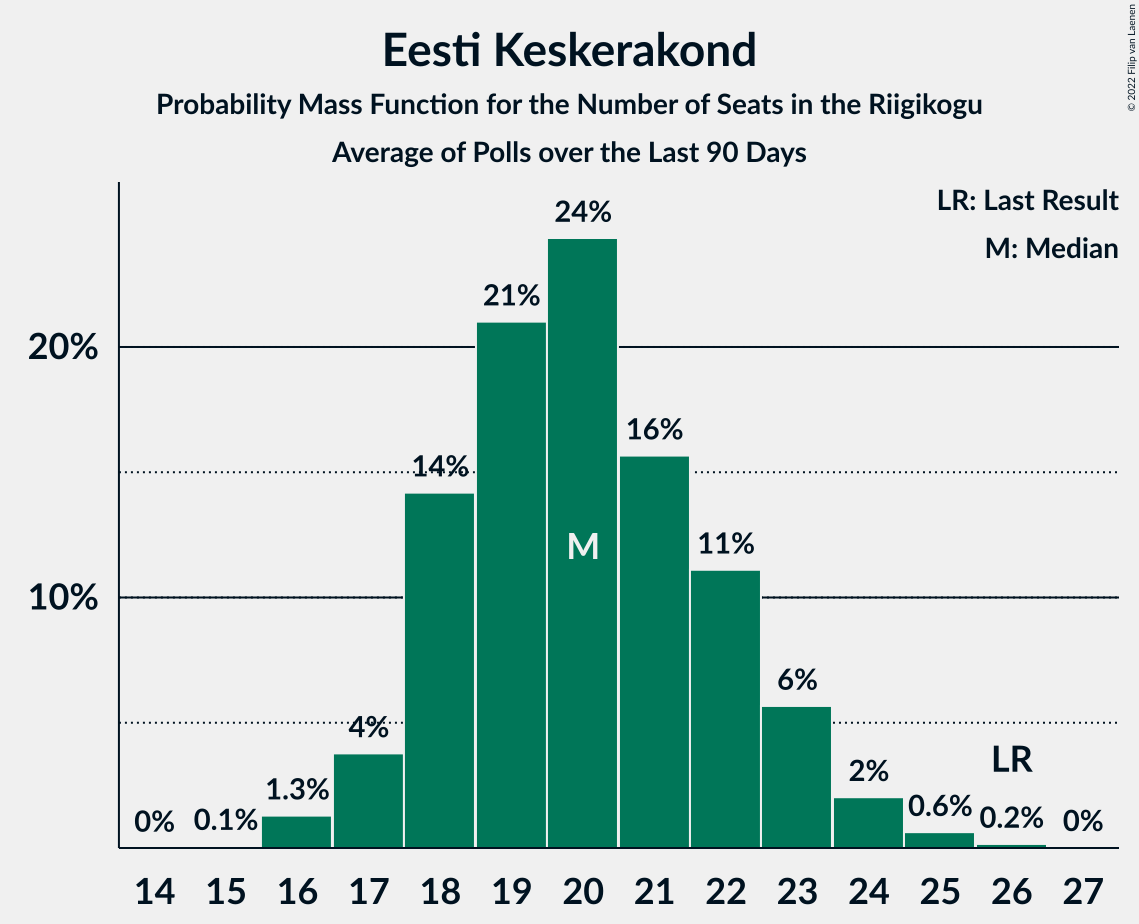 Eesti Keskerakond
Probability Mass Function for the Number of Seats in the Riigikogu
Average of Polls over the Last 90 Days
© 2022 Filip van Laenen
LR: Last Result
M: Median
24%
21%
20%
16%
14%
M
11%
10%
6%
4%
LR
2%
1.3%
0.6%
0% 0.1% 0.2% 0%
14 15 16 17 18 19 20 21 22 23 24 25 26 27